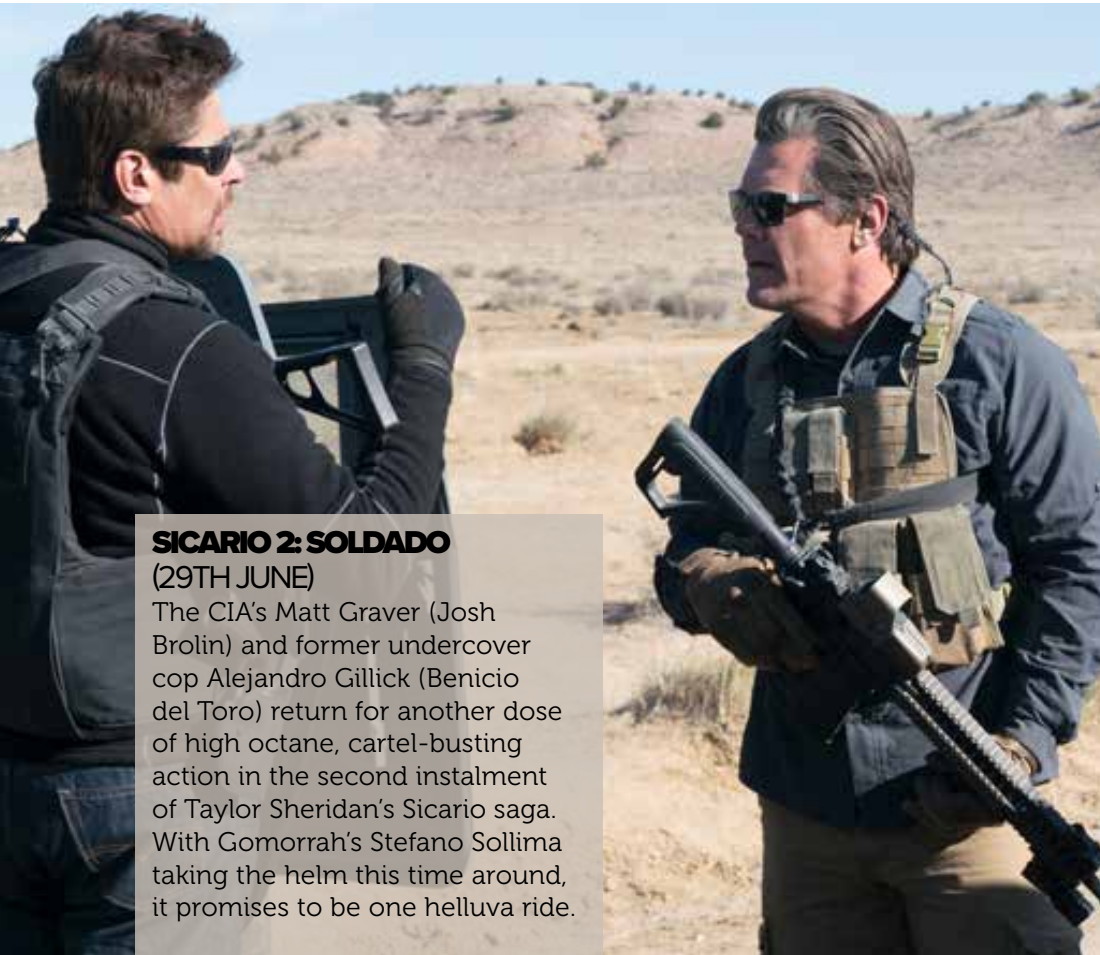 SICARIO 2: SOLDADO
(29TH JUNE)
The CIA's Matt Graver (Josh
Brolin) and former undercover
cop Alejandro Gillick (Benicio
del Toro) return for another dose
of high octane, cartel-busting
action in the second instalment
of Taylor Sheridan's Sicario saga.
With Gomorrah's Stefano Sollima
taking the helm this time around,
it promises to be one helluva ride.